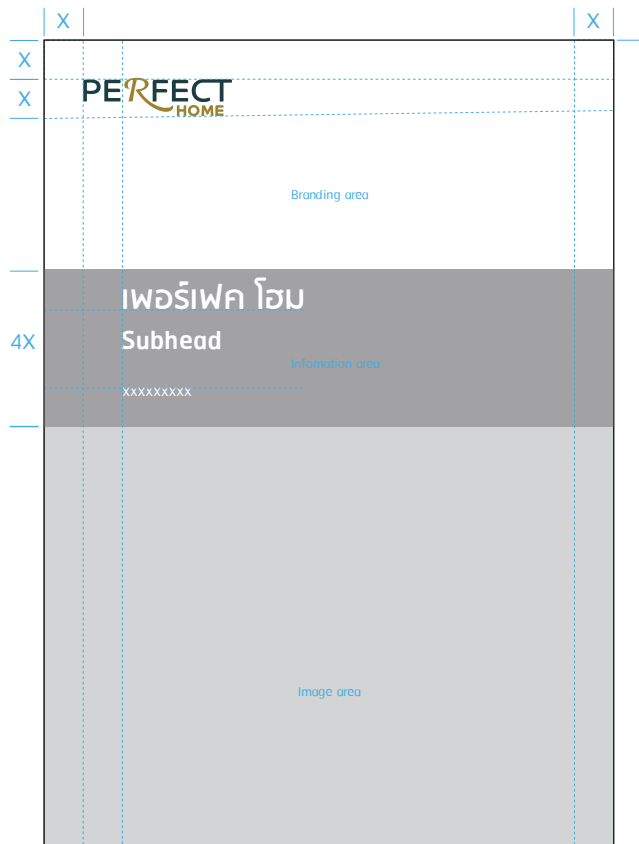 X X
X
X
PERFECT
HOME
Branding area
เพอร์เฟค โฮม
4X
Subhead
Infomation area
xxxxxxxxx
Image area